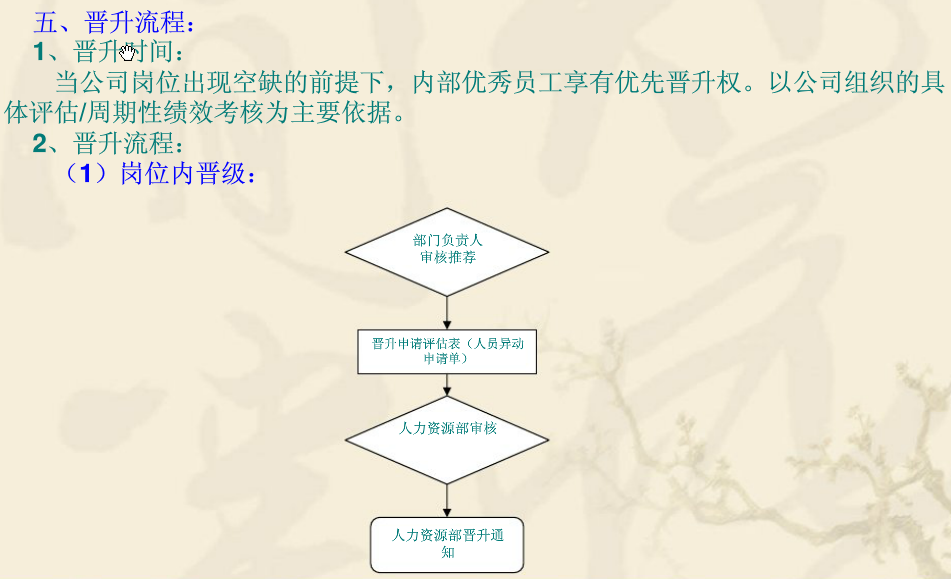 五、晋升流程：
1、晋升时间：
当公司岗位出现空缺的前提下，内部优秀员工享有优先晋升权。以公司组织的具
体评估/周期性绩效考核为主要依据。
2、晋升流程：
（1）岗位内晋级：
部门负责人
审核推荐
晋升申请评估表（人员异动
申请单）
人力资源部审核
人力资源部晋升通
知